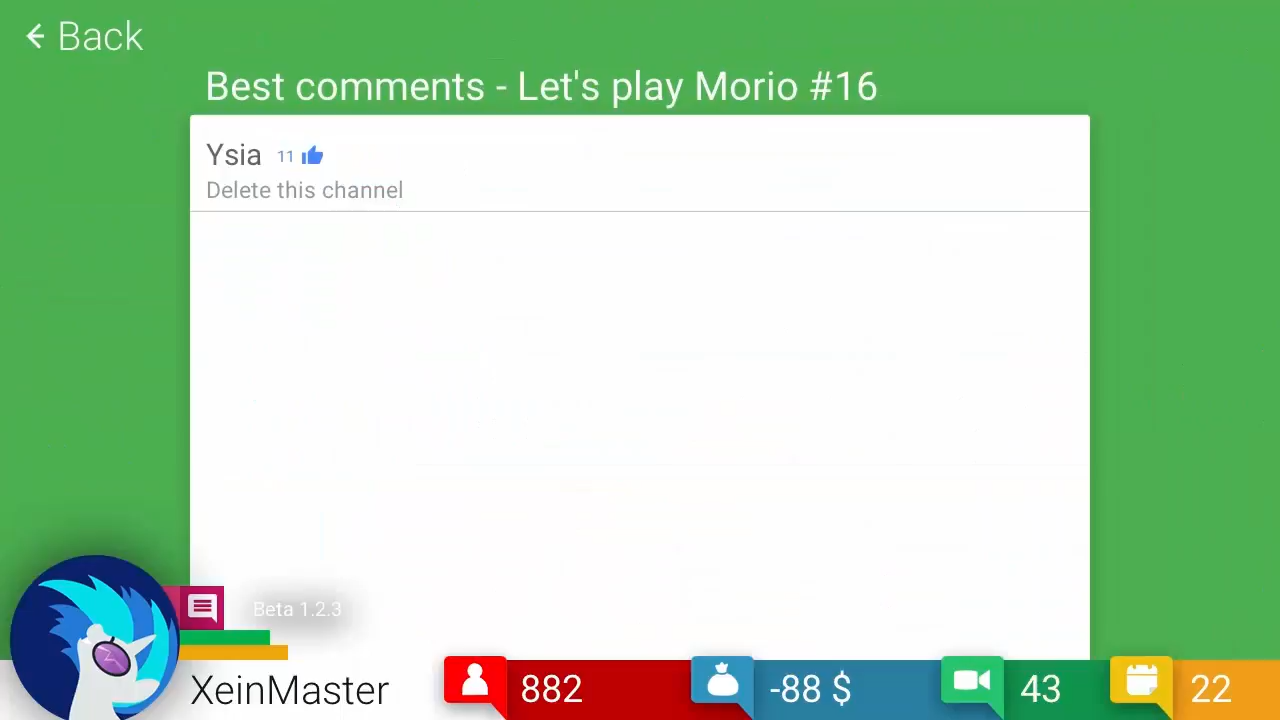 Back
Best comments - Let's play Morio #16
Ysia 11
Delete this channel
Beta 1.2.3
XeinMaster
882
-88 $
43
22